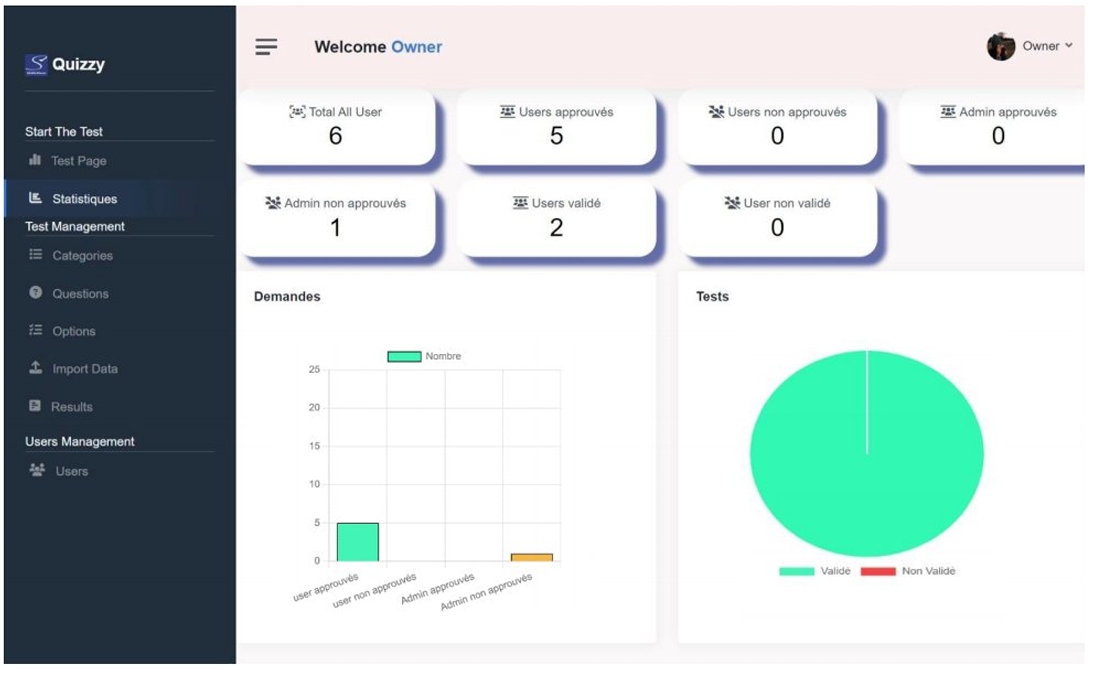 Quizzy
Start The Test
Test Page
Statistiques
Test Management
Categories
Questions
Options
Import Data
Results
Users Management
Users
Welcome Owner
Owner
Total All User
6
Users approuvés
5
Users non approuvés
0
Admin approuvés
0
Admin non approuvés
1
Users validé
2
User non validé
0
Demandes
Nombre
25
20
15
10
5
0
user approuvés
user non approuvés
Admin approuvés
Admin non approuvés
Tests
Validé
Non Validé